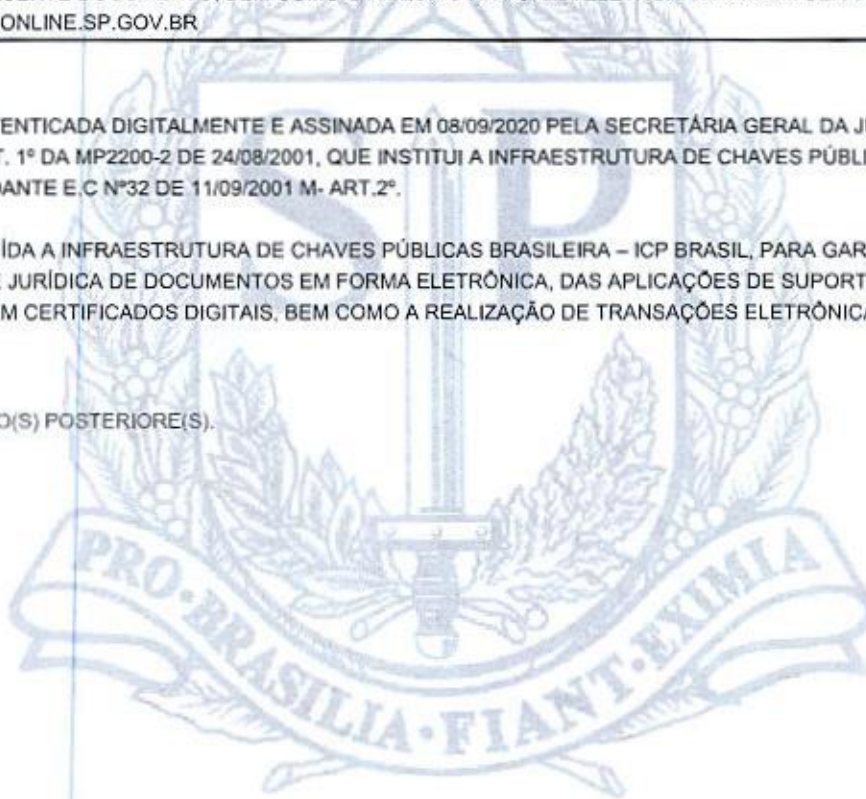 ONLINE.SP.GOV.BR
ENTICADA DIGITALMENTE E ASSINADA EM 08/09/2020 PELA SECRETÁRIA GERAL DA
T. 1º DA MP2200-2 DE 24/08/2001, QUE INSTITUI A INFRAESTRUTURA DE CHAVES PÚBLI
DANTE E.C Nº32 DE 11/09/2001 M- ART.2º.
ÍDA A INFRAESTRUTURA DE CHAVES PÚBLICAS BRASILEIRA – ICP BRASIL, PARA GAR
E JURÍDICA DE DOCUMENTOS EM FORMA ELETRÔNICA, DAS APLICAÇÕES DE SUPORT
M CERTIFICADOS DIGITAIS, BEM COMO A REALIZAÇÃO DE TRANSAÇÕES ELETRÔNICA
O(S) POSTERIORE(S).
SP
PRO·BRASILIA·FIANT·EXIMIA